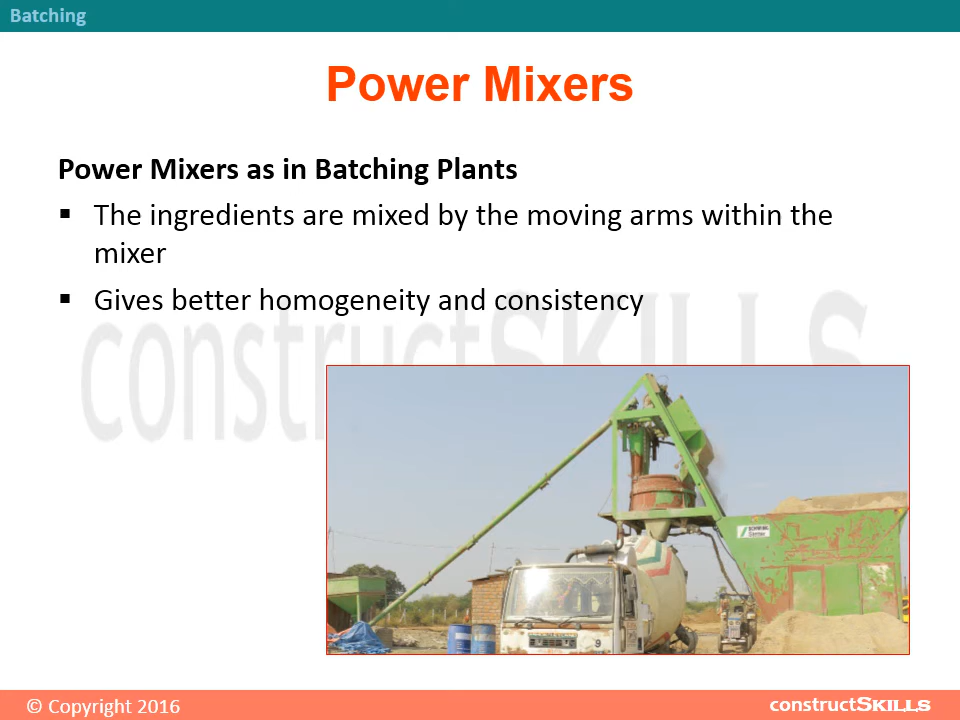 Batching
Power Mixers
Power Mixers as in Batching Plants
▪ The ingredients are mixed by the moving arms within the
mixer
▪ Gives better homogeneity and consistency
constructSKILLS
© Copyright 2016
constructSKILLS